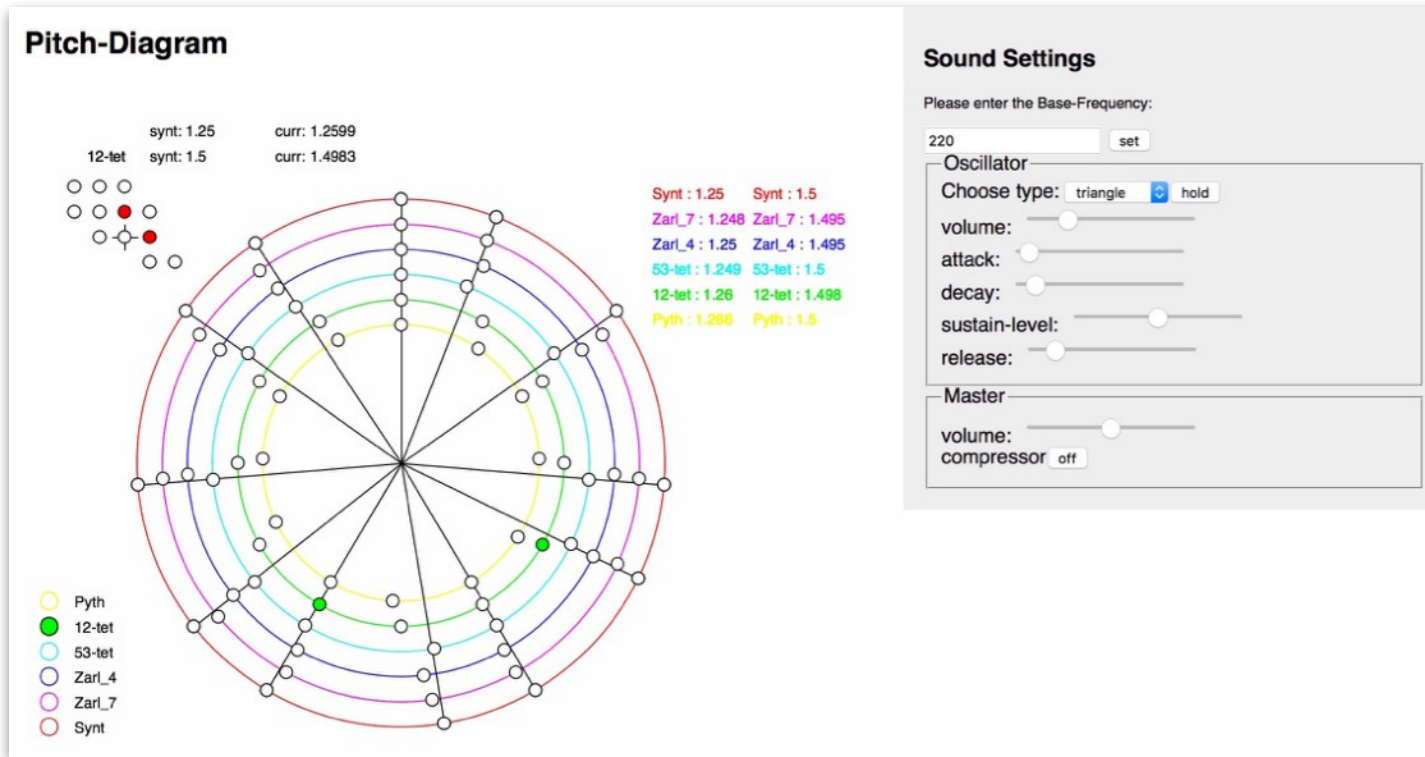 Pitch-Diagram
synt: 1.25 curr: 1.2599
12-tet synt: 1.5 curr: 1.4983
Synt : 1.25 Synt : 1.5
Zarl_7 : 1.248 Zarl_7 : 1.495
Zarl_4 : 1.25 Zarl_4 : 1.495
53-tet : 1.249 53-tet : 1.5
12-tet : 1.26 12-tet : 1.498
Pyth : 1.266 Pyth : 1.5
Pyth
12-tet
53-tet
Zarl_4
Zarl_7
Synt
Sound Settings
Please enter the Base-Frequency:
220 set
Oscillator
Choose type: triangle hold
volume:
attack:
decay:
sustain-level:
release:
Master
volume:
compressor off